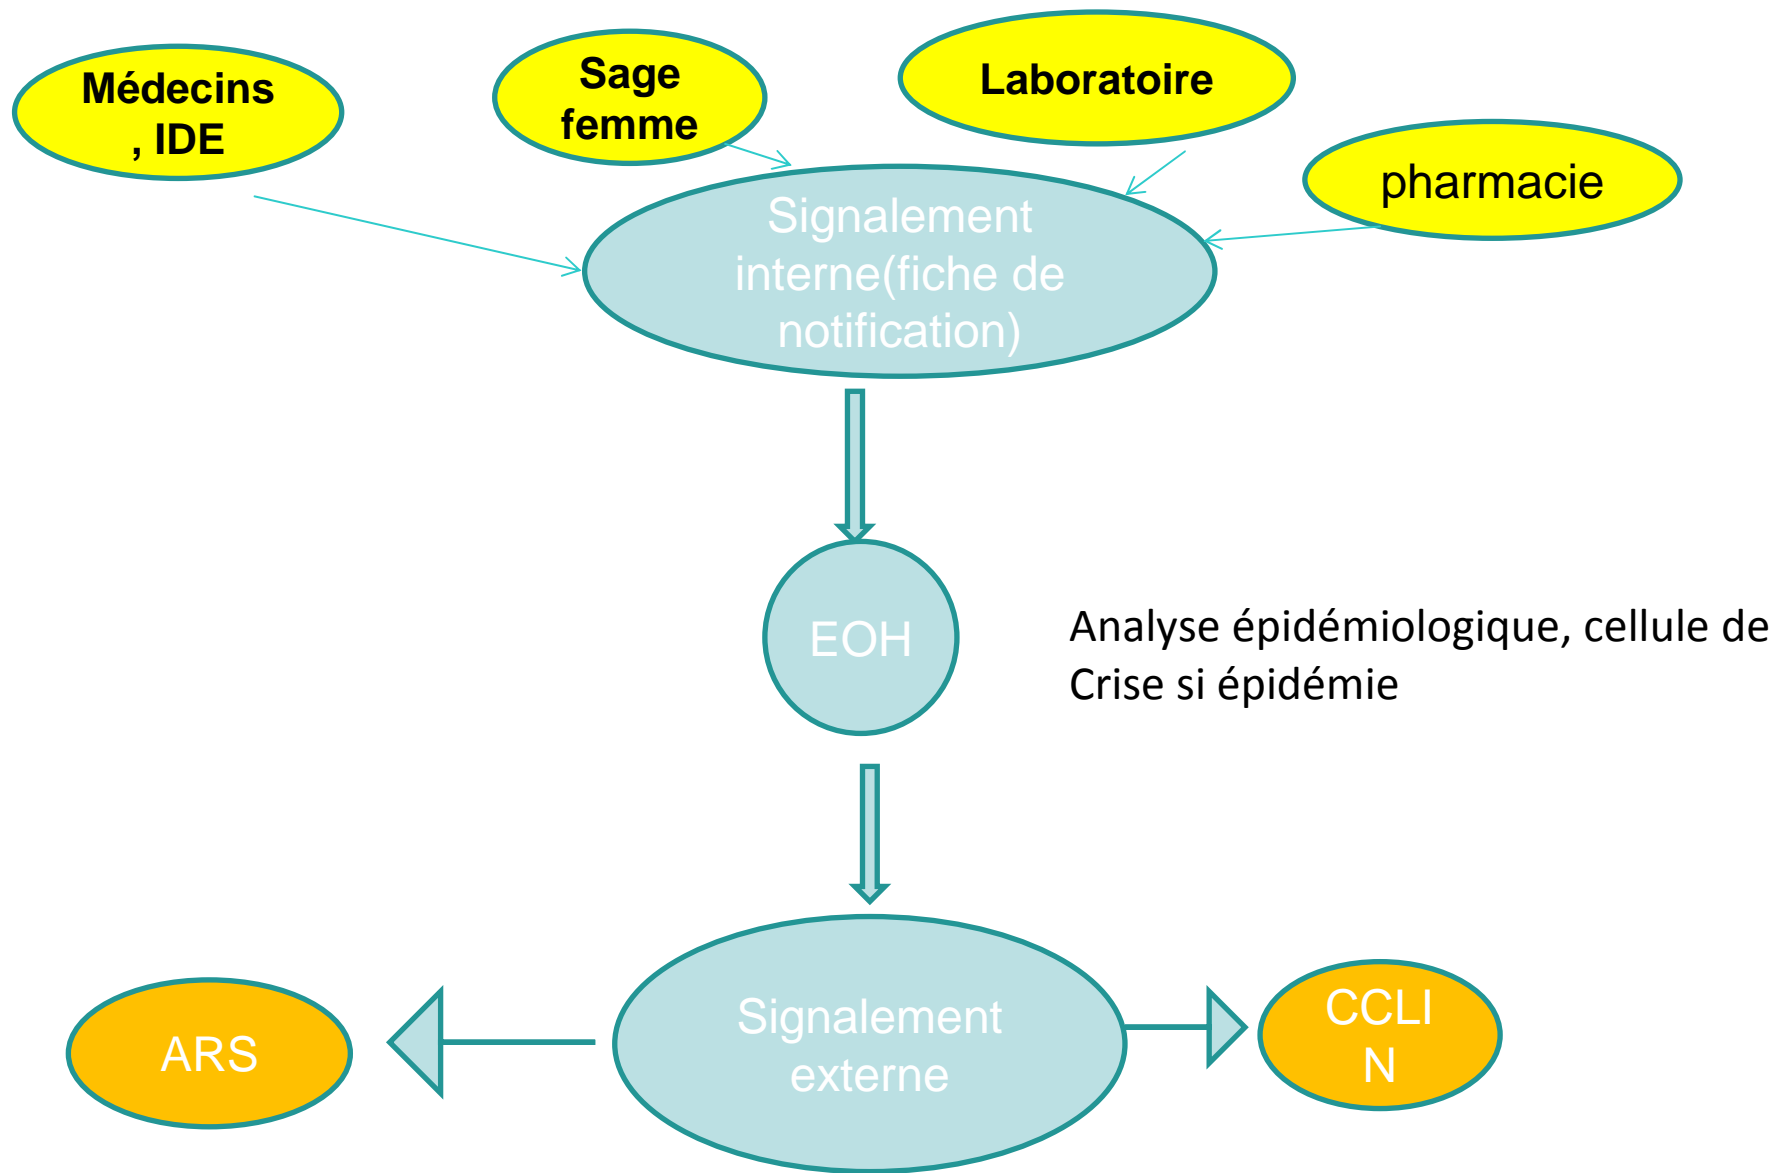 Médecins
, IDE
Sage
femme
Laboratoire
pharmacie
Signalement
interne(fiche de
notification)
EOH
Analyse épidémiologique, cellule de
Crise si épidémie
ARS
Signalement
externe
CCLI
N